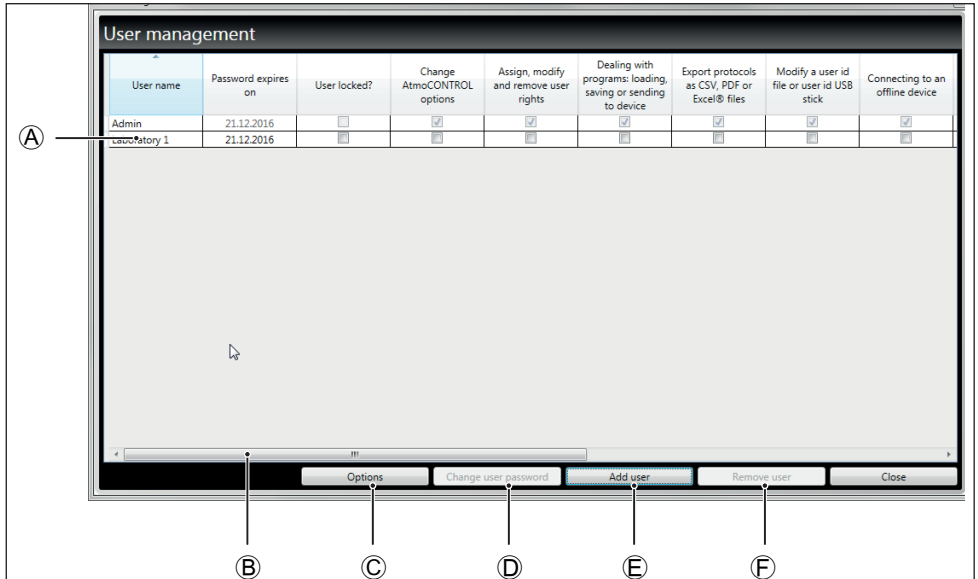 User management
User name
Password expires
on
User locked?
Change
AtmoCONTROL
options
Assign, modify
and remove user
rights
Dealing with
programs: loading,
saving or sending
to device
Export protocols
as CSV, PDF or
Excel® files
Modify a user id
file or user id USB
stick
Connecting to an
offline device
Admin
21.12.2016
A
Laboratory 1
21.12.2016
Options
Change user password
Add user
Remove user
Close
B
C
D
E
F